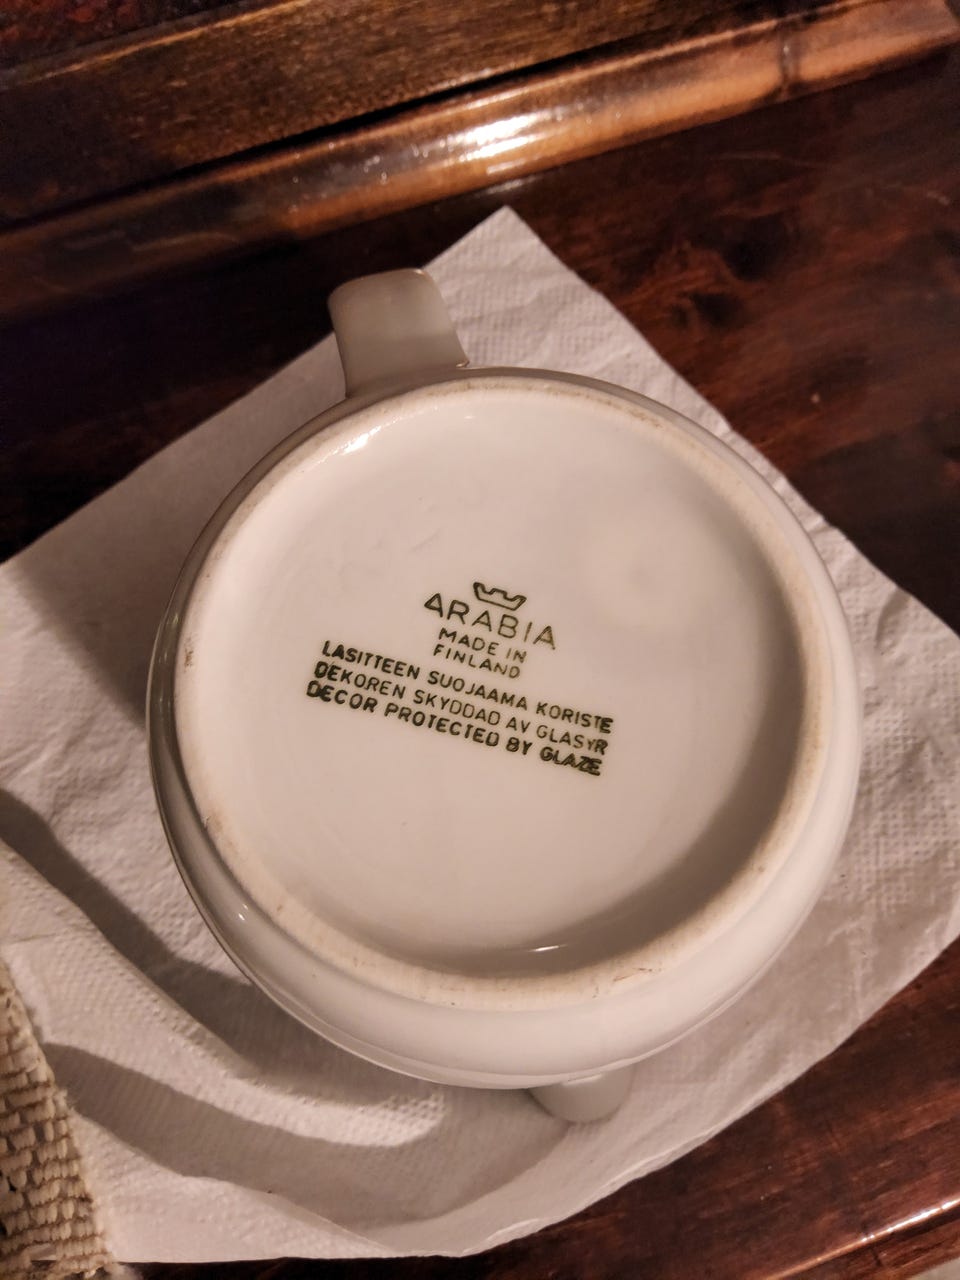 ARABIA
MADE IN
FINLAND
LASITTEEN SUOJAAMA KORISTE
DEKOREN SKYDDAD AV GLASYR
DECOR PROTECTED BY GLAZE